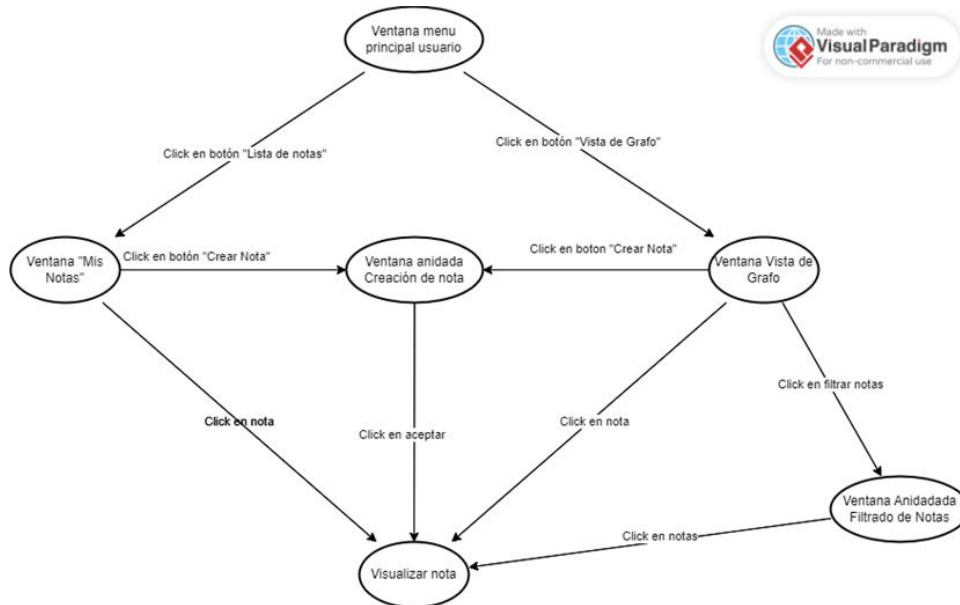 Ventana menu
principal usuario
Made with
Visual Paradigm
For non-commercial use
Click en botón "Lista de notas"
Click en botón "Vista de Grafo"
Ventana "Mis
Notas"
Click en botón "Crear Nota"
Ventana anidada
Creación de nota
Click en boton "Crear Nota"
Ventana Vista de
Grafo
Click en filtrar notas
Click en nota
Click en aceptar
Click en nota
Ventana Anidadada
Filtrado de Notas
Click en notas
Visualizar nota